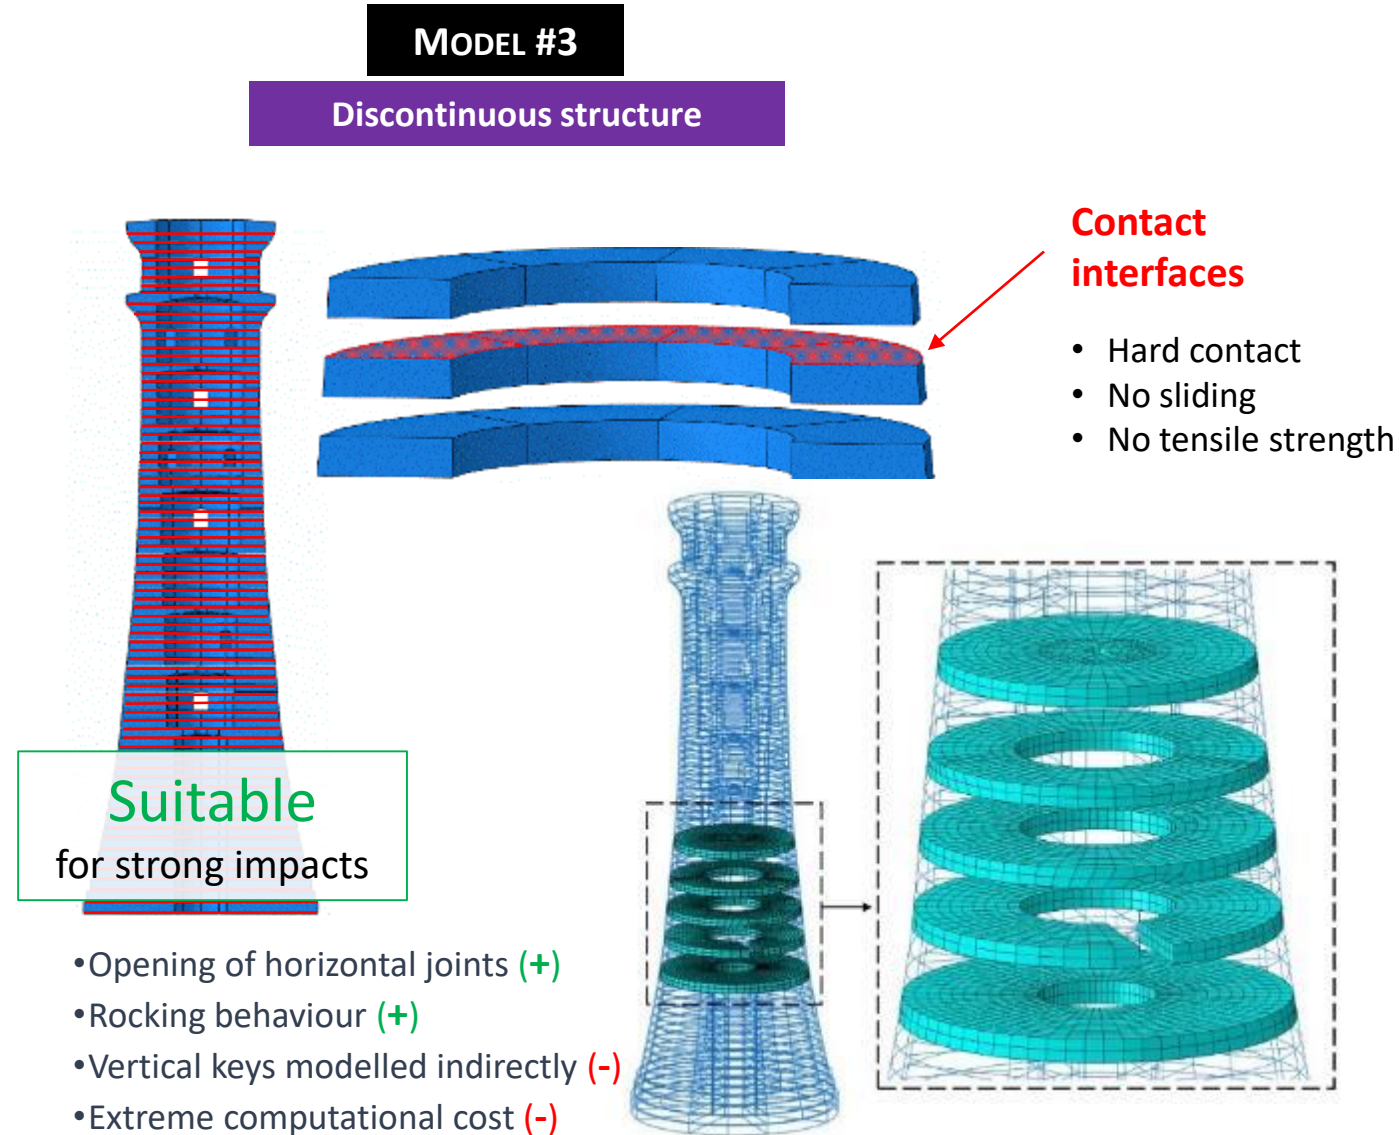 MODEL #3
Discontinuous structure
Contact
interfaces
• Hard contact
• No sliding
• No tensile strength
Suitable
for strong impacts
•Opening of horizontal joints (+)
•Rocking behaviour (+)
•Vertical keys modelled indirectly (-)
•Extreme computational cost (-)